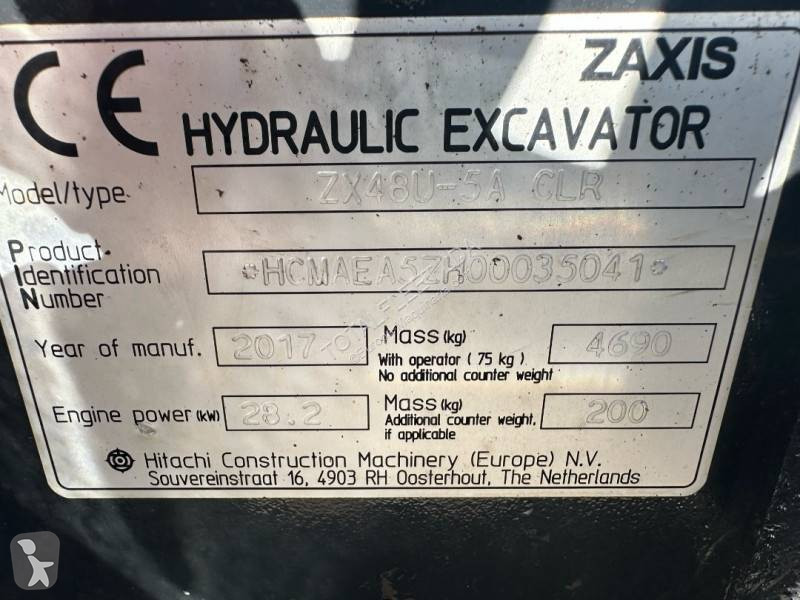 CE
ZAXIS
HYDRAULIC EXCAVATOR
Model/type ZX48U-5A CLR
Product
Identification *HCMAEA5ZH00035041*
Number
Year of manuf. 2017
Mass (kg) 4690
With operator ( 75 kg ),
No additional counter weight
Engine power (kW) 28.2
Mass (kg) 200
Additional counter weight,
if applicable
Hitachi Construction Machinery (Europe) N.V.
Souvereinstraat 16, 4903 RH Oosterhout, The Netherlands